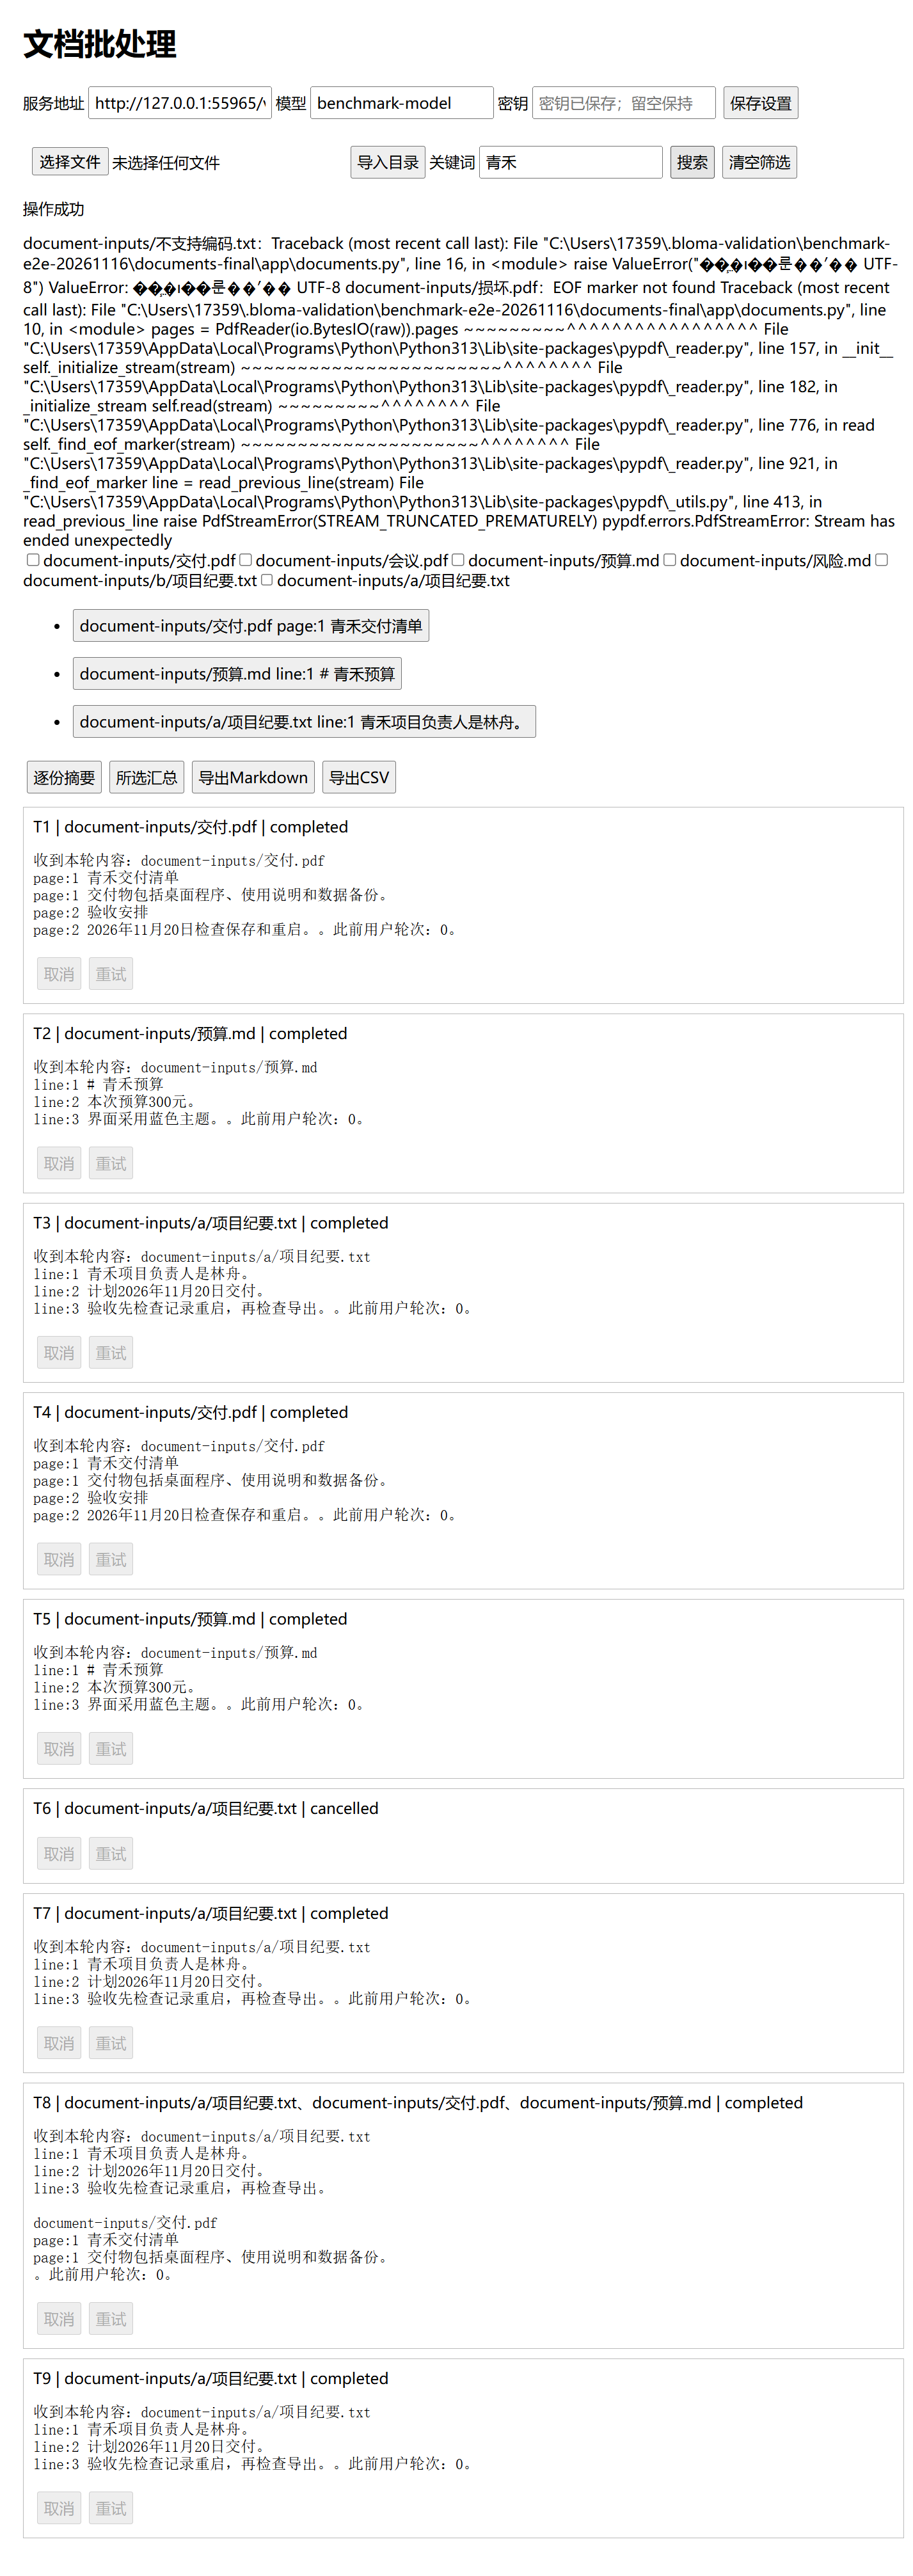 文档批处理
服务地址 http://127.0.0.1:55965/ 模型 benchmark-model 密钥 密钥已保存；留空保持 保存设置
选择文件 未选择任何文件 导入目录 关键词 青禾 搜索 清空筛选
操作成功
document-inputs/不支持编码.txt：Traceback (most recent call last): File "C:\Users\17359\.bloma-validation\benchmark-
e2e-20261116\documents-final\app\documents.py", line 16, in <module> raise ValueError(" UTF-
8") ValueError: UTF-8 document-inputs/损坏.pdf：EOF marker not found Traceback (most recent
call last): File "C:\Users\17359\.bloma-validation\benchmark-e2e-20261116\documents-final\app\documents.py", line
10, in <module> pages = PdfReader(io.BytesIO(raw)).pages ~~~~~~~~~^^^^^^^^^^^^^^^^^ File
"C:\Users\17359\AppData\Local\Programs\Python\Python313\Lib\site-packages\pypdf\_reader.py", line 157, in __init__
self._initialize_stream(stream) ~~~~~~~~~~~~~~~~~~~~~~~^^^^^^^^ File
"C:\Users\17359\AppData\Local\Programs\Python\Python313\Lib\site-packages\pypdf\_reader.py", line 182, in
_initialize_stream self.read(stream) ~~~~~~~~~^^^^^^^^ File
"C:\Users\17359\AppData\Local\Programs\Python\Python313\Lib\site-packages\pypdf\_reader.py", line 776, in read
self._find_eof_marker(stream) ~~~~~~~~~~~~~~~~~~~~~^^^^^^^^ File
"C:\Users\17359\AppData\Local\Programs\Python\Python313\Lib\site-packages\pypdf\_reader.py", line 921, in
_find_eof_marker line = read_previous_line(stream) File
"C:\Users\17359\AppData\Local\Programs\Python\Python313\Lib\site-packages\pypdf\_utils.py", line 413, in
read_previous_line raise PdfStreamError(STREAM_TRUNCATED_PREMATURELY) pypdf.errors.PdfStreamError: Stream has
ended unexpectedly
document-inputs/交付.pdf document-inputs/会议.pdf document-inputs/预算.md document-inputs/风险.md
document-inputs/b/项目纪要.txt document-inputs/a/项目纪要.txt
• document-inputs/交付.pdf page:1 青禾交付清单
• document-inputs/预算.md line:1 # 青禾预算
• document-inputs/a/项目纪要.txt line:1 青禾项目负责人是林舟。
逐份摘要 所选汇总 导出Markdown 导出CSV
T1 | document-inputs/交付.pdf | completed
收到本轮内容：document-inputs/交付.pdf
page:1 青禾交付清单
page:1 交付物包括桌面程序、使用说明和数据备份。
page:2 验收安排
page:2 2026年11月20日检查保存和重启。。此前用户轮次：0。
取消 重试
T2 | document-inputs/预算.md | completed
收到本轮内容：document-inputs/预算.md
line:1 # 青禾预算
line:2 本次预算300元。
line:3 界面采用蓝色主题。。此前用户轮次：0。
取消 重试
T3 | document-inputs/a/项目纪要.txt | completed
收到本轮内容：document-inputs/a/项目纪要.txt
line:1 青禾项目负责人是林舟。
line:2 计划2026年11月20日交付。
line:3 验收先检查记录重启，再检查导出。。此前用户轮次：0。
取消 重试
T4 | document-inputs/交付.pdf | completed
收到本轮内容：document-inputs/交付.pdf
page:1 青禾交付清单
page:1 交付物包括桌面程序、使用说明和数据备份。
page:2 验收安排
page:2 2026年11月20日检查保存和重启。。此前用户轮次：0。
取消 重试
T5 | document-inputs/预算.md | completed
收到本轮内容：document-inputs/预算.md
line:1 # 青禾预算
line:2 本次预算300元。
line:3 界面采用蓝色主题。。此前用户轮次：0。
取消 重试
T6 | document-inputs/a/项目纪要.txt | cancelled
取消 重试
T7 | document-inputs/a/项目纪要.txt | completed
收到本轮内容：document-inputs/a/项目纪要.txt
line:1 青禾项目负责人是林舟。
line:2 计划2026年11月20日交付。
line:3 验收先检查记录重启，再检查导出。。此前用户轮次：0。
取消 重试
T8 | document-inputs/a/项目纪要.txt、document-inputs/交付.pdf、document-inputs/预算.md | completed
收到本轮内容：document-inputs/a/项目纪要.txt
line:1 青禾项目负责人是林舟。
line:2 计划2026年11月20日交付。
line:3 验收先检查记录重启，再检查导出。
document-inputs/交付.pdf
page:1 青禾交付清单
page:1 交付物包括桌面程序、使用说明和数据备份。
。此前用户轮次：0。
取消 重试
T9 | document-inputs/a/项目纪要.txt | completed
收到本轮内容：document-inputs/a/项目纪要.txt
line:1 青禾项目负责人是林舟。
line:2 计划2026年11月20日交付。
line:3 验收先检查记录重启，再检查导出。。此前用户轮次：0。
取消 重试